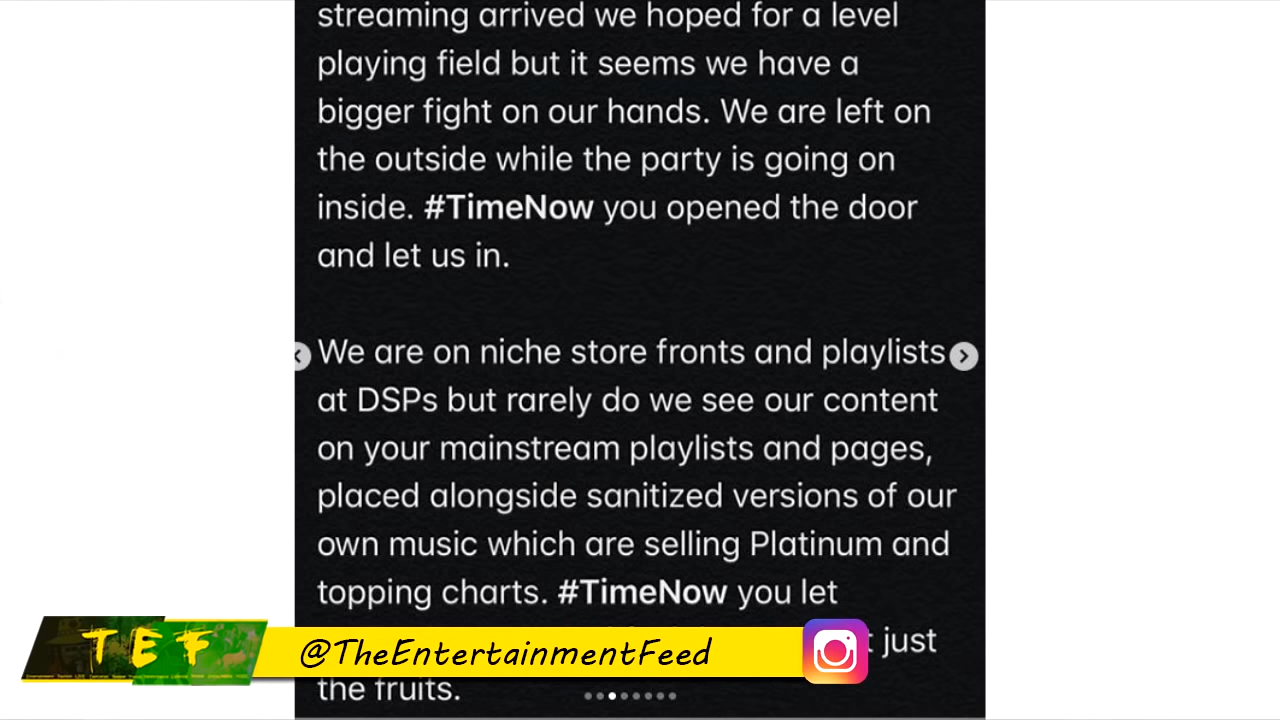 streaming arrived we hoped for a level
playing field but it seems we have a
bigger fight on our hands. We are left on
the outside while the party is going on
inside. #TimeNow you opened the door
and let us in.
We are on niche store fronts and playlists
at DSPs but rarely do we see our content
on your mainstream playlists and pages,
placed alongside sanitized versions of our
own music which are selling Platinum and
topping charts. #TimeNow you let
just
the fruits.
TEF
@TheEntertainmentFeed